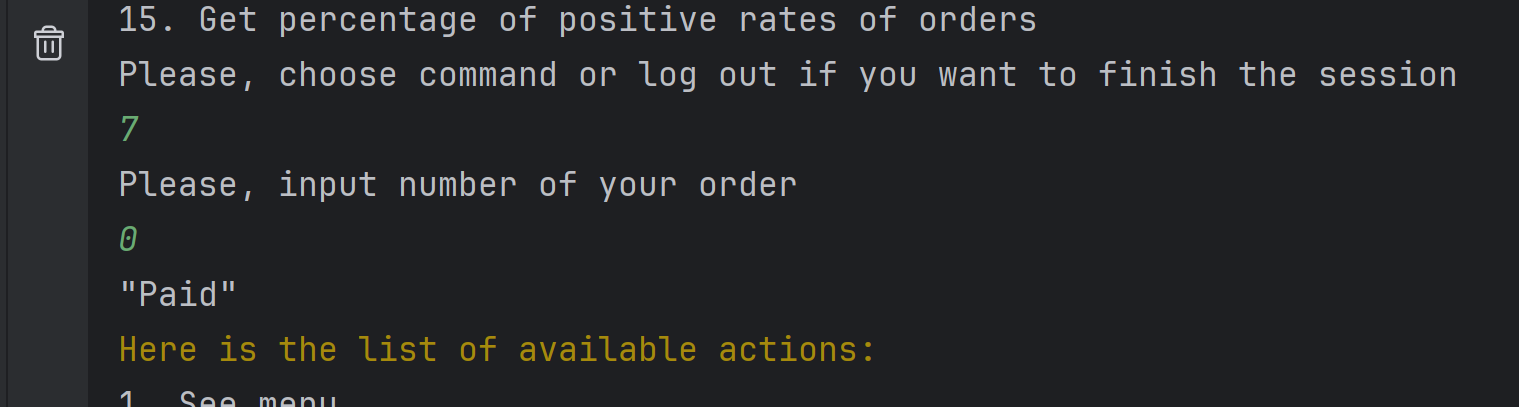 15. Get percentage of positive rates of orders
Please, choose command or log out if you want to finish the session
7
Please, input number of your order
0
"Paid"
Here is the list of available actions:
1. See menu